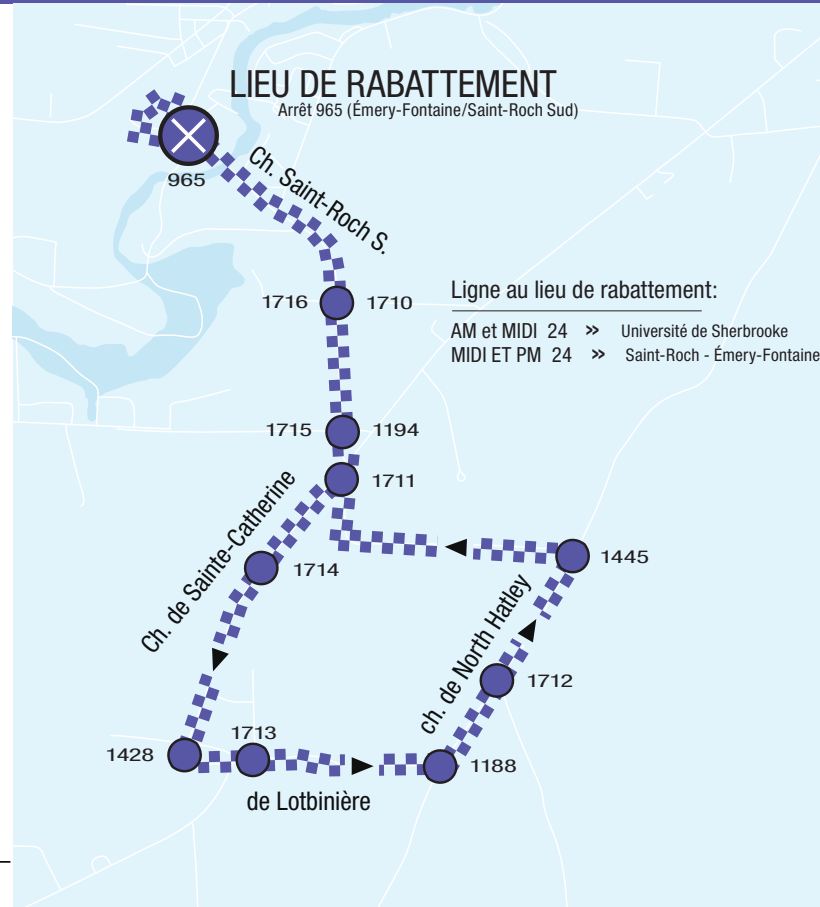 LIEU DE RABATTEMENT
Arrêt 965 (Émery-Fontaine/Saint-Roch Sud)
965
Ch. Saint-Roch S.
1716 1710
Ligne au lieu de rabattement:
AM et MIDI 24 » Université de Sherbrooke
MIDI ET PM 24 » Saint-Roch - Émery-Fontaine
1715 1194
1711
Ch. de Sainte-Catherine
1714
1445
ch. de North Hatley
1712
1428
1713
1188
de Lotbinière